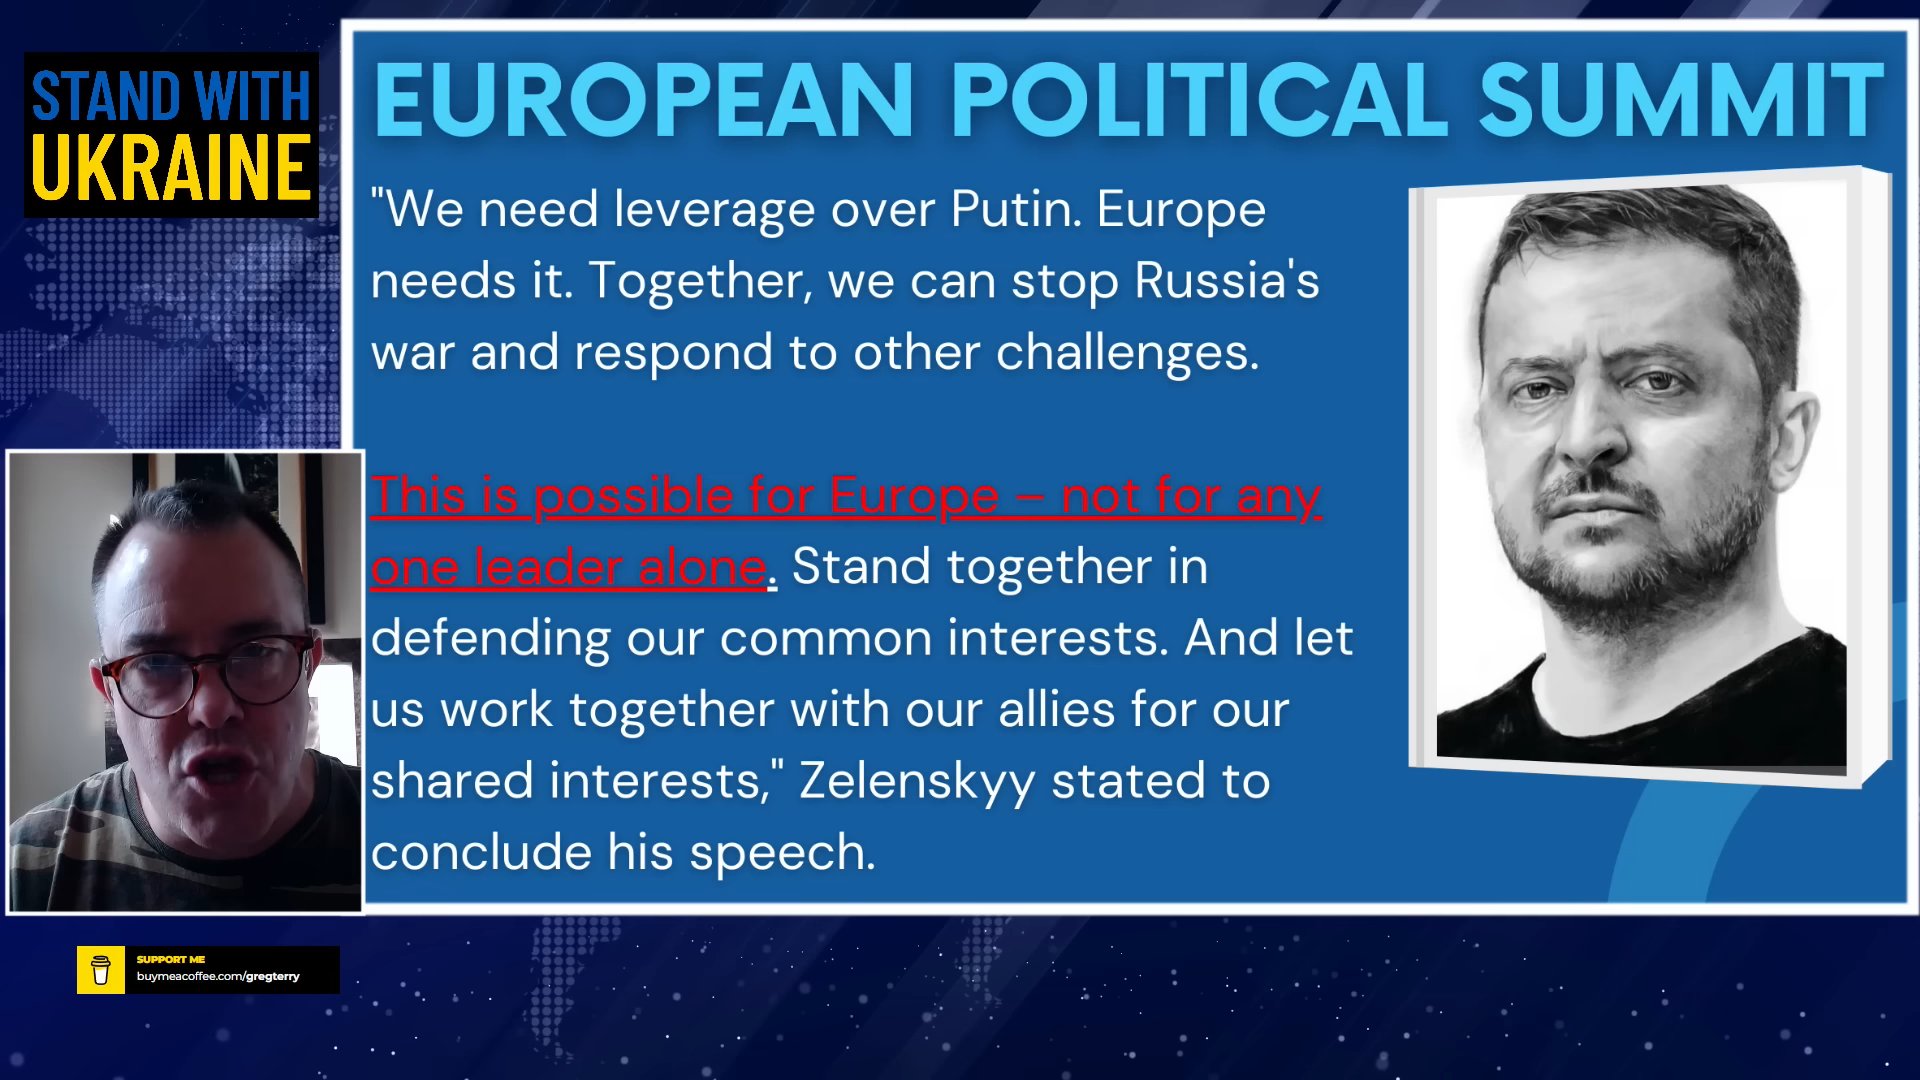 STAND WITH
UKRAINE
EUROPEAN POLITICAL SUMMIT
"We need leverage over Putin. Europe
needs it. Together, we can stop Russia's
war and respond to other challenges.
This is possible for Europe – not for any
one leader alone. Stand together in
defending our common interests. And let
us work together with our allies for our
shared interests," Zelenskyy stated to
conclude his speech.
SUPPORT ME
buymeacoffee.com/gregterry